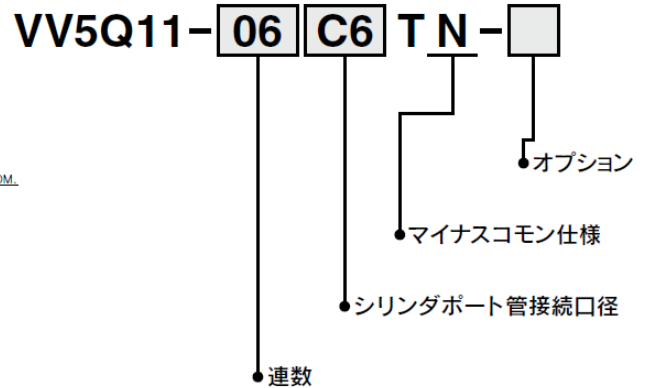 VV5Q11-06 C6 T N-
オプション
OM.
マイナスコモン仕様
シリンダポート管接続口径
連数